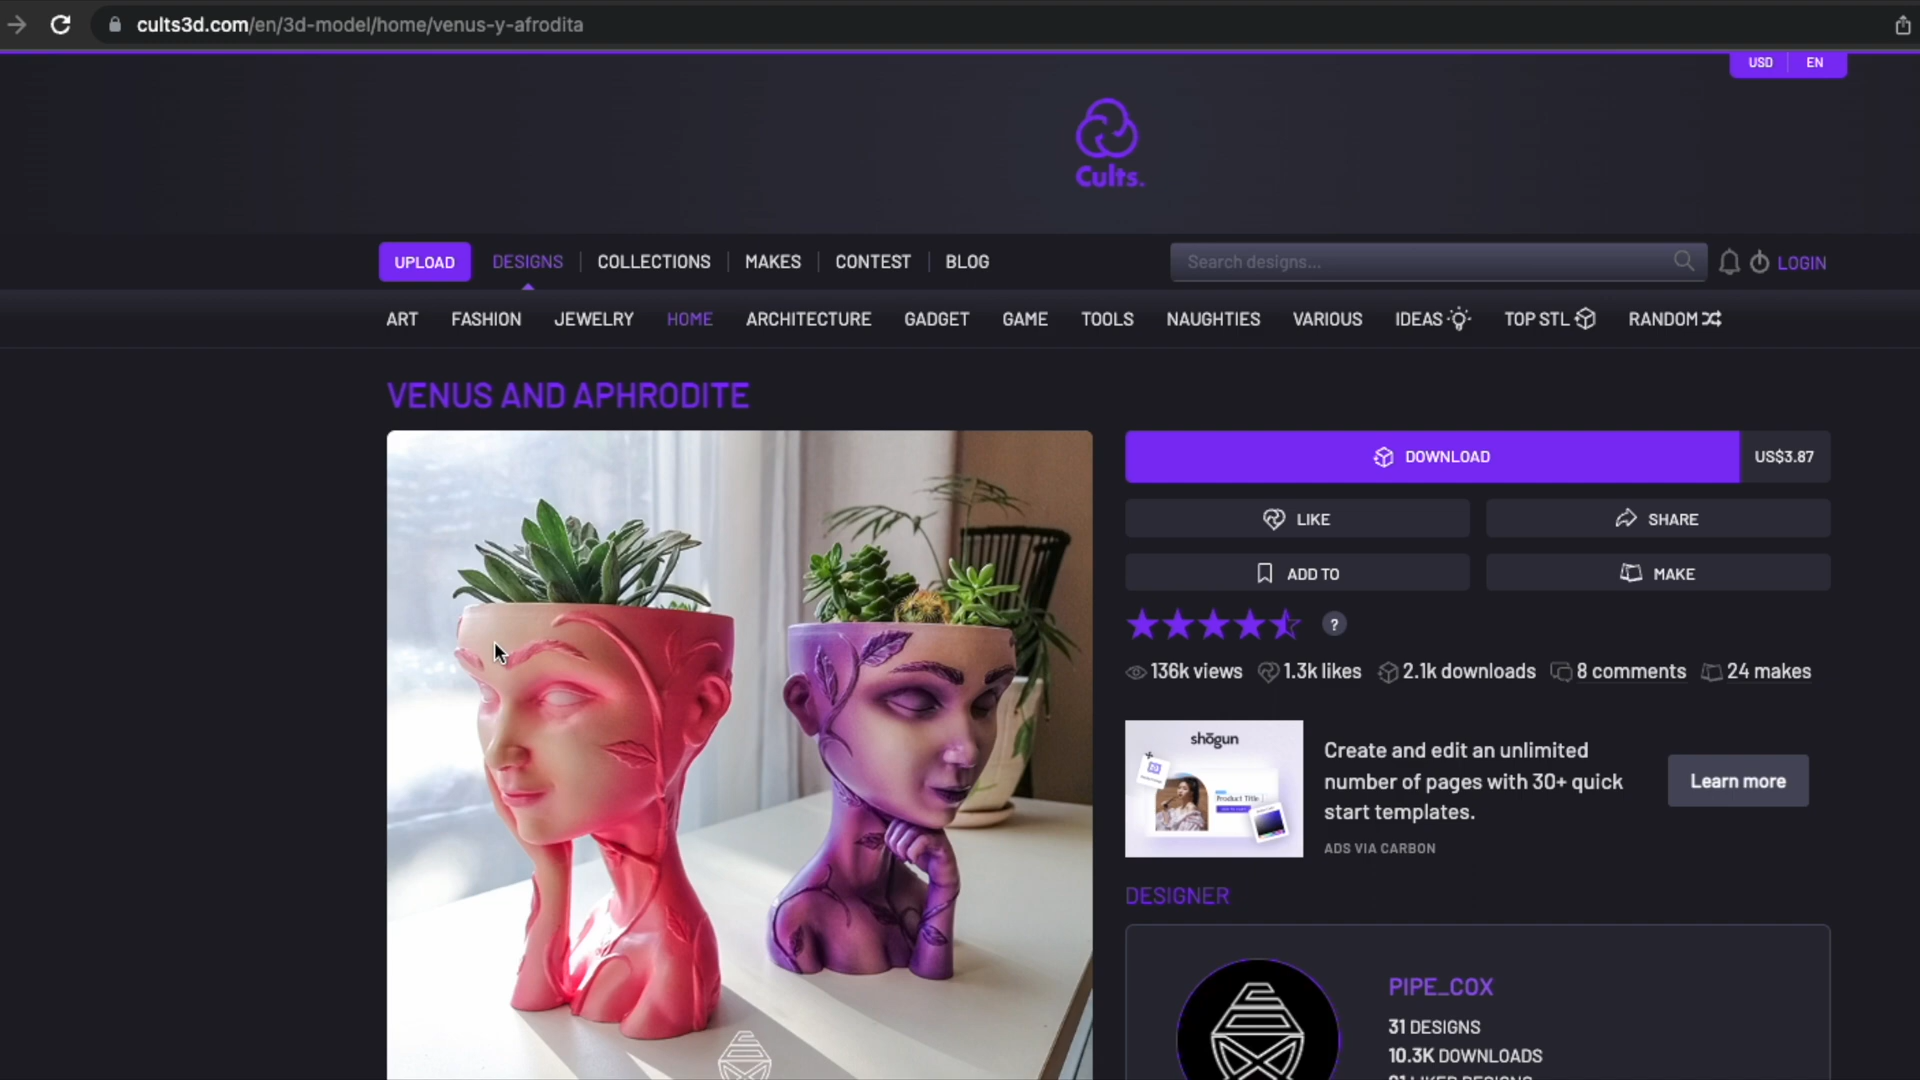 cults3d.com/en/3d-model/home/venus-y-afrodita
USD EN
Cults.
UPLOAD DESIGNS COLLECTIONS MAKES CONTEST BLOG Search designs... LOGIN
ART FASHION JEWELRY HOME ARCHITECTURE GADGET GAME TOOLS NAUGHTIES VARIOUS IDEAS TOP STL RANDOM
VENUS AND APHRODITE
DOWNLOAD US$3.87
LIKE SHARE
ADD TO MAKE
?
136k views 1.3k likes 2.1k downloads 8 comments 24 makes
shōgun
Product Title
Create and edit an unlimited
number of pages with 30+ quick
start templates.
Learn more
ADS VIA CARBON
DESIGNER
PIPE_COX
31 DESIGNS
10.3K DOWNLOADS